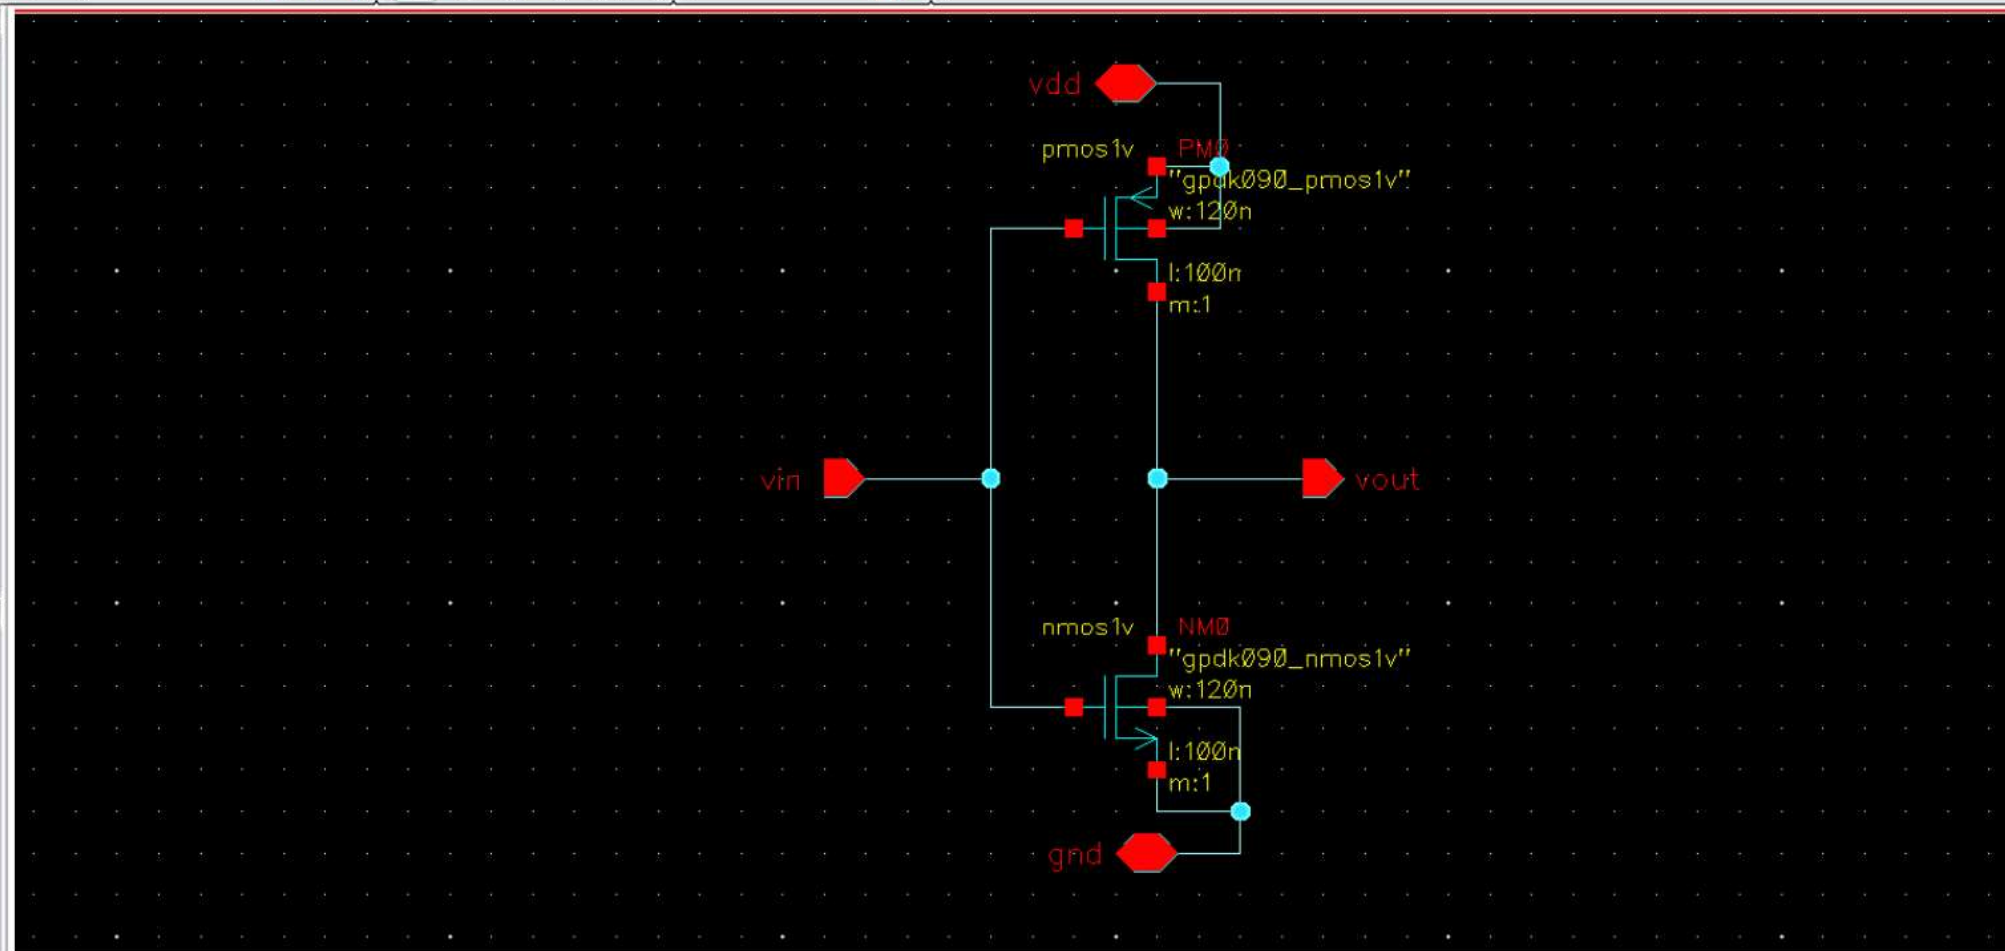 vdd
pmos1v PM0
"gpdk090_pmos1v"
w:120n
l:100n
m:1
vin
vout
nmos1v NM0
"gpdk090_nmos1v"
w:120n
l:100n
m:1
gnd